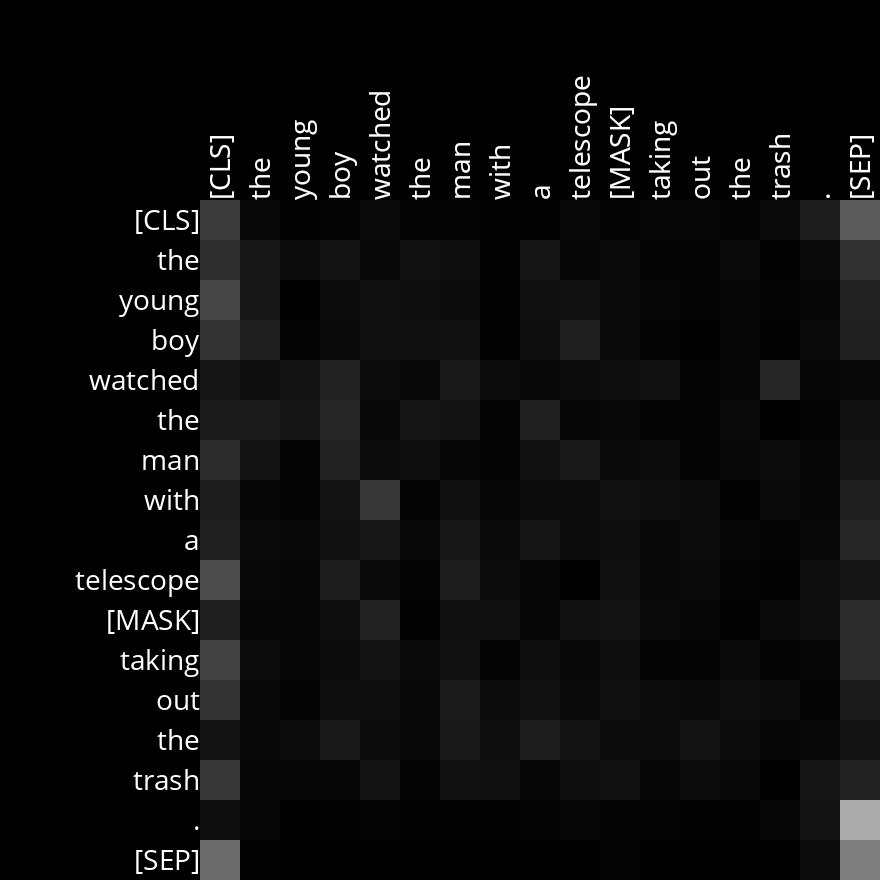 [CLS] the young boy watched the man with a telescope [MASK] taking out the trash . [SEP]
[CLS]
the
young
boy
watched
the
man
with
a
telescope
[MASK]
taking
out
the
trash
.
[SEP]